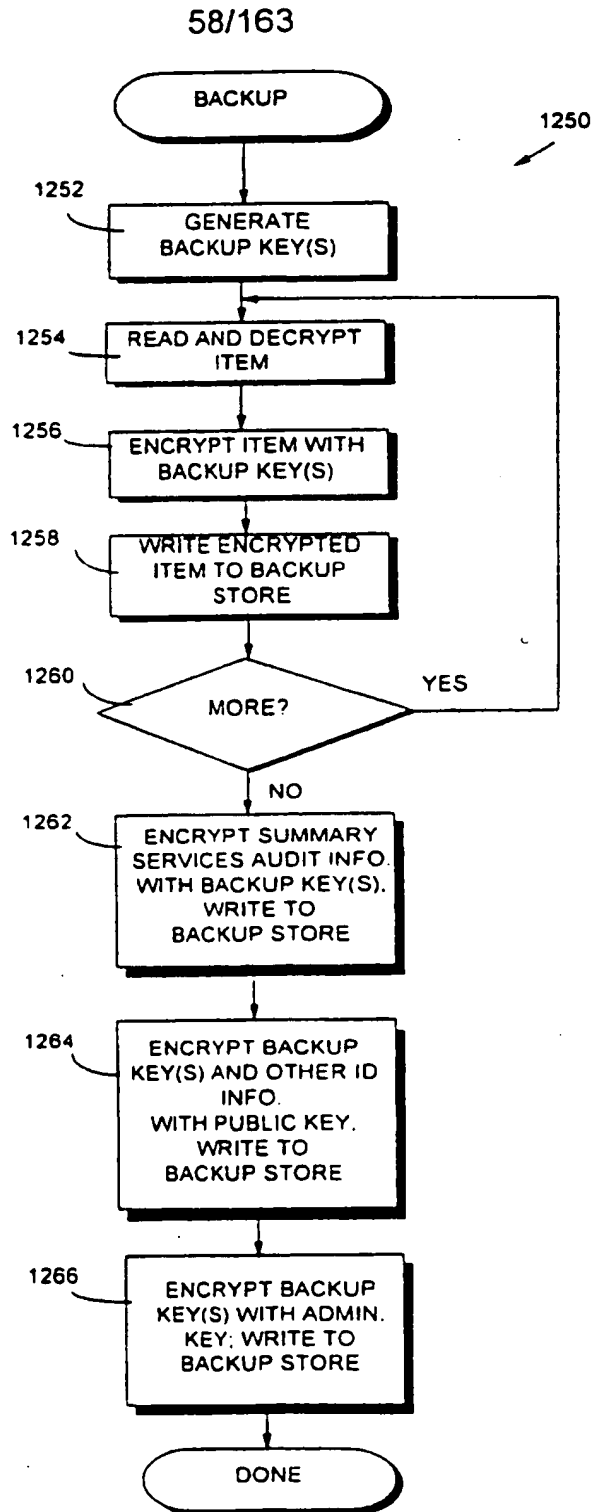 58/163
BACKUP
1250
1252
GENERATE
BACKUP KEY(S)
1254
READ AND DECRYPT
ITEM
1256
ENCRYPT ITEM WITH
BACKUP KEY(S)
1258
WRITE ENCRYPTED
ITEM TO BACKUP
STORE
1260
MORE?
YES
NO
1262
ENCRYPT SUMMARY
SERVICES AUDIT INFO.
WITH BACKUP KEY(S),
WRITE TO
BACKUP STORE
1264
ENCRYPT BACKUP
KEY(S) AND OTHER ID
INFO.
WITH PUBLIC KEY,
WRITE TO
BACKUP STORE
1266
ENCRYPT BACKUP
KEY(S) WITH ADMIN.
KEY; WRITE TO
BACKUP STORE
DONE